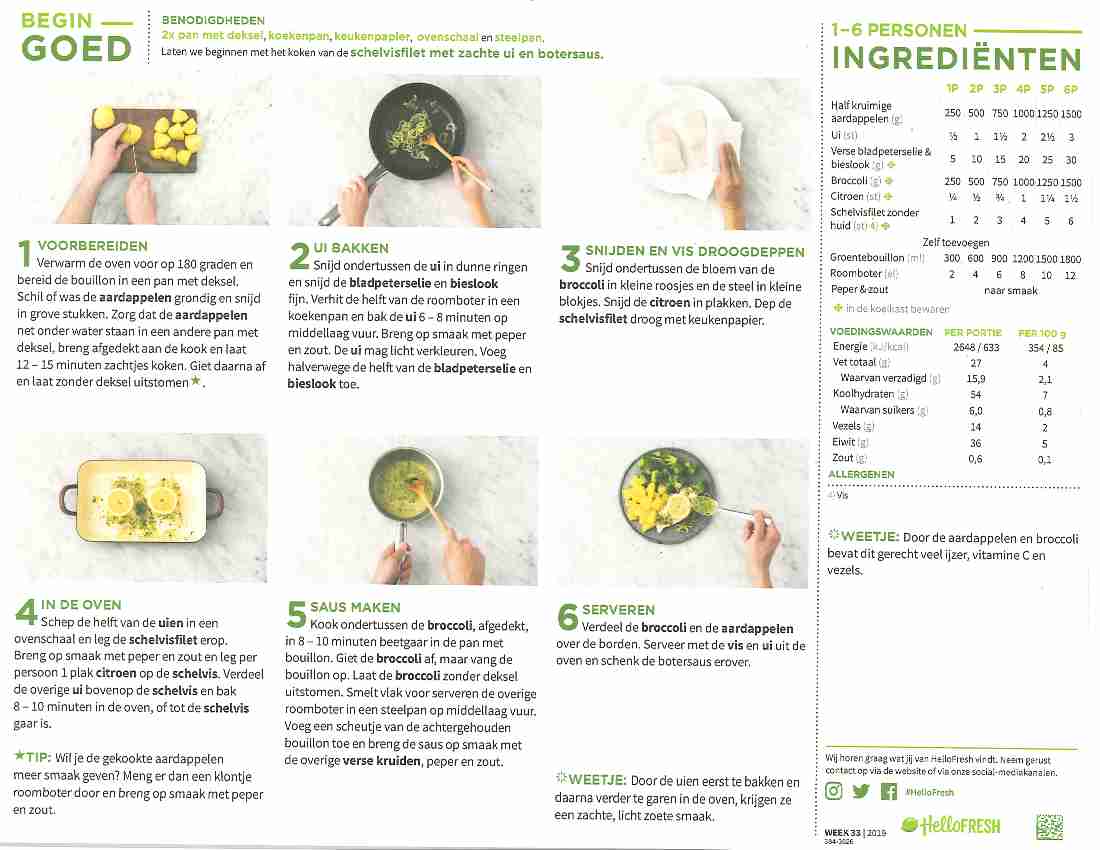 BEGIN
GOED
BENODIGDHEDEN
2x pan met deksel, koekenpan, keukenpapier, ovenschaal en steelpan.
Laten we beginnen met het koken van de schelvisfilet met zachte ui en botersaus.
1 VOORBEREIDEN
Verwarm de oven voor op 180 graden en
bereid de bouillon in een pan met deksel.
Schil of was de aardappelen grondig en snijd
in grove stukken. Zorg dat de aardappelen
net onder water staan in een andere pan met
deksel, breng afgedekt aan de kook en laat
12 – 15 minuten zachtjes koken. Giet daarna af
en laat zonder deksel uitstomen★.
2 UI BAKKEN
Snijd ondertussen de ui in dunne ringen
en snijd de bladpeterselie en bieslook
fijn. Verhit de helft van de roomboter in een
koekenpan en bak de ui 6 – 8 minuten op
middellaag vuur. Breng op smaak met peper
en zout. De ui mag licht verkleuren. Voeg
halverwege de helft van de bladpeterselie en
bieslook toe.
3 SNIJDEN EN VIS DROOGDEPPEN
Snijd ondertussen de bloem van de
broccoli in kleine roosjes en de steel in kleine
blokjes. Snijd de citroen in plakken. Dep de
schelvisfilet droog met keukenpapier.
4 IN DE OVEN
Schep de helft van de uien in een
ovenschaal en leg de schelvisfilet erop.
Breng op smaak met peper en zout en leg per
persoon 1 plak citroen op de schelvis. Verdeel
de overige ui bovenop de schelvis en bak
8 – 10 minuten in de oven, of tot de schelvis
gaar is.
★TIP: Wil je de gekookte aardappelen
meer smaak geven? Meng er dan een klontje
roomboter door en breng op smaak met peper
en zout.
5 SAUS MAKEN
Kook ondertussen de broccoli, afgedekt,
in 8 – 10 minuten beetgaar in de pan met
bouillon. Giet de broccoli af, maar vang de
bouillon op. Laat de broccoli zonder deksel
uitstomen. Smelt vlak voor serveren de overige
roomboter in een steelpan op middellaag vuur.
Voeg een scheutje van de achtergehouden
bouillon toe en breng de saus op smaak met
de overige verse kruiden, peper en zout.
6 SERVEREN
Verdeel de broccoli en de aardappelen
over de borden. Serveer met de vis en ui uit de
oven en schenk de botersaus erover.
WEETJE: Door de uien eerst te bakken en
daarna verder te garen in de oven, krijgen ze
een zachte, licht zoete smaak.
1–6 PERSONEN
INGREDIËNTEN
1P 2P 3P 4P 5P 6P
Half kruimige
aardappelen (g) 250 500 750 1000 1250 1500
Ui (st) ½ 1 1½ 2 2½ 3
Verse bladpeterselie &
bieslook (g) 5 10 15 20 25 30
Broccoli (g) 250 500 750 1000 1250 1500
Citroen (st) ¼ ½ ¾ 1 1¼ 1½
Schelvisfilet zonder
huid (st) 4) 1 2 3 4 5 6
Zelf toevoegen
Groentebouillon (ml) 300 600 900 1200 1500 1800
Roomboter (el) 2 4 6 8 10 12
Peper & zout naar smaak
in de koelkast bewaren
VOEDINGSWAARDEN PER PORTIE PER 100 g
Energie (kJ/kcal) 2648 / 633 354 / 85
Vet totaal (g) 27 4
Waarvan verzadigd (g) 15,9 2,1
Koolhydraten (g) 54 7
Waarvan suikers (g) 6,0 0,8
Vezels (g) 14 2
Eiwit (g) 36 5
Zout (g) 0,6 0,1
ALLERGENEN
4) Vis
WEETJE: Door de aardappelen en broccoli
bevat dit gerecht veel ijzer, vitamine C en
vezels.
Wij horen graag wat jij van HelloFresh vindt. Neem gerust
contact op via de website of via onze social-mediakanalen.
#HelloFresh
WEEK 33 | 2019
HelloFRESH